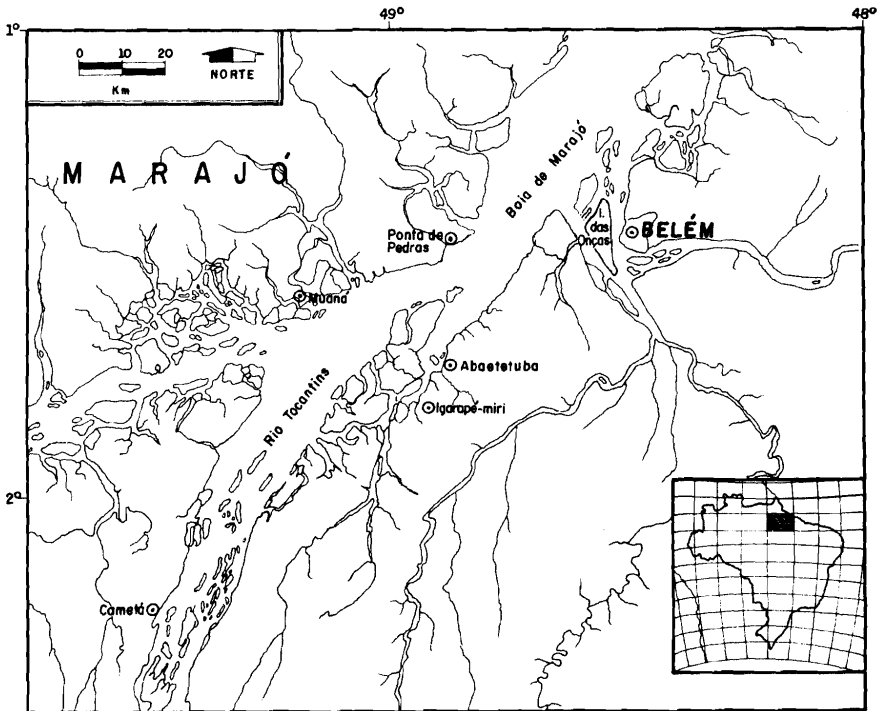 49°
48°
1°
0 10 20
Km
NORTE
MARAJÓ
Baía de Marajó
I.
das
Onças
BELÉM
Ponta de
Pedras
Muaná
Abaetetuba
Igarapé-miri
Rio Tocantins
2°
Cametá